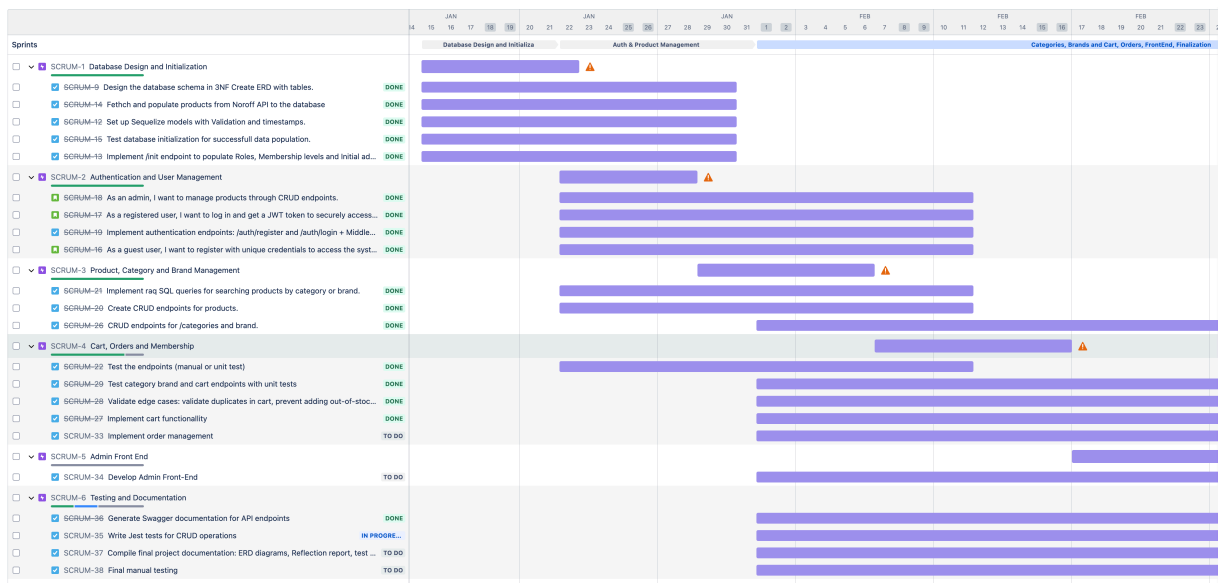 JAN JAN JAN FEB FEB FEB
14 15 16 17 18 19 20 21 22 23 24 25 26 27 28 29 30 31 1 2 3 4 5 6 7 8 9 10 11 12 13 14 15 16 17 18 19 20 21 22 23
Sprints
Database Design and Initializa
Auth & Product Management
Categories, Brands and Cart, Orders, FrontEnd, Finalization
SCRUM-1 Database Design and Initialization
SCRUM-9 Design the database schema in 3NF Create ERD with tables. DONE
SCRUM-14 Fethch and populate products from Noroff API to the database DONE
SCRUM-12 Set up Sequelize models with Validation and timestamps. DONE
SCRUM-15 Test database initialization for successfull data population. DONE
SCRUM-13 Implement /init endpoint to populate Roles, Membership levels and Initial ad... DONE
SCRUM-2 Authentication and User Management
SCRUM-18 As an admin, I want to manage products through CRUD endpoints. DONE
SCRUM-17 As a registered user, I want to log in and get a JWT token to securely access... DONE
SCRUM-19 Implement authentication endpoints: /auth/register and /auth/login + Middle... DONE
SCRUM-16 As a guest user, I want to register with unique credentials to access the syst... DONE
SCRUM-3 Product, Category and Brand Management
SCRUM-21 Implement raq SQL queries for searching products by category or brand. DONE
SCRUM-20 Create CRUD endpoints for products. DONE
SCRUM-26 CRUD endpoints for /categories and brand. DONE
SCRUM-4 Cart, Orders and Membership
SCRUM-22 Test the endpoints (manual or unit test) DONE
SCRUM-29 Test category brand and cart endpoints with unit tests DONE
SCRUM-28 Validate edge cases: validate duplicates in cart, prevent adding out-of-stoc... DONE
SCRUM-27 Implement cart functionallity DONE
SCRUM-33 Implement order management TO DO
SCRUM-5 Admin Front End
SCRUM-34 Develop Admin Front-End TO DO
SCRUM-6 Testing and Documentation
SCRUM-36 Generate Swagger documentation for API endpoints DONE
SCRUM-35 Write Jest tests for CRUD operations IN PROGRE...
SCRUM-37 Compile final project documentation: ERD diagrams, Reflection report, test ... TO DO
SCRUM-38 Final manual testing TO DO